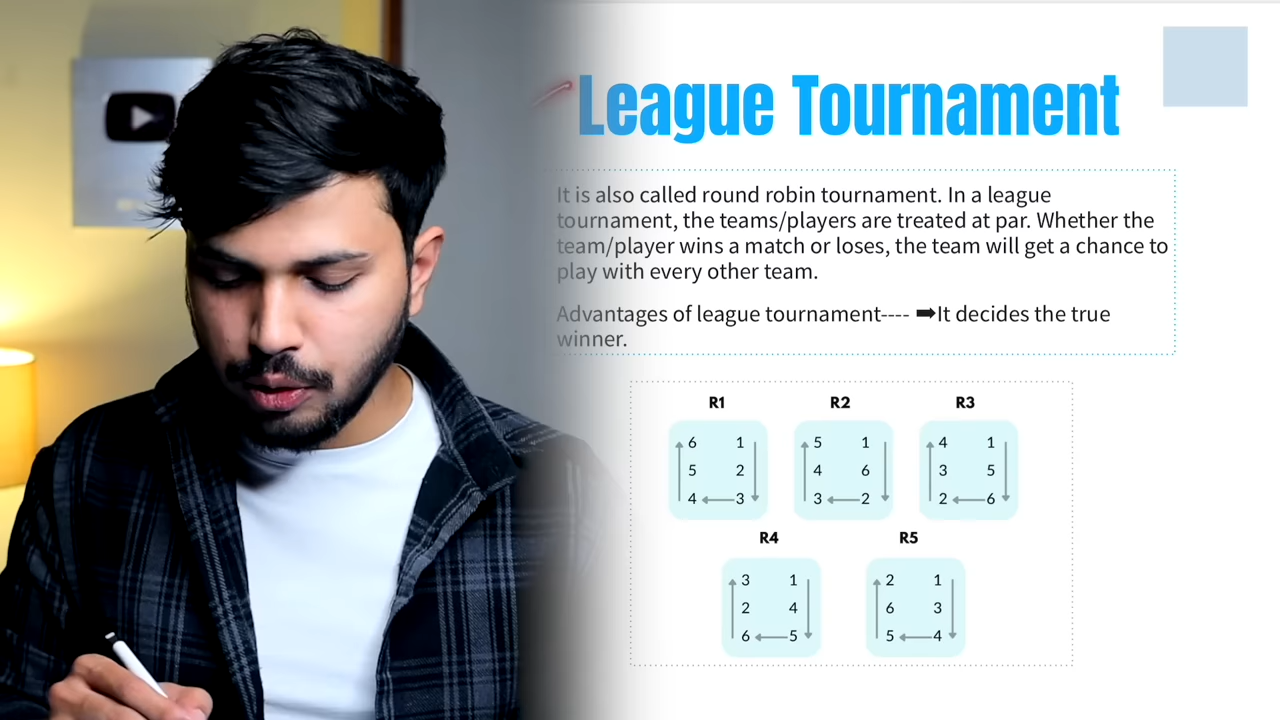 League Tournament
It is also called round robin tournament. In a league
tournament, the teams/players are treated at par. Whether the
team/player wins a match or loses, the team will get a chance to
play with every other team.
Advantages of league tournament---- ➡It decides the true
winner.
R1 R2 R3
6 1 5 1 4 1
5 2 4 6 3 5
4 3 3 2 2 6
R4 R5
3 1 2 1
2 4 6 3
6 5 5 4